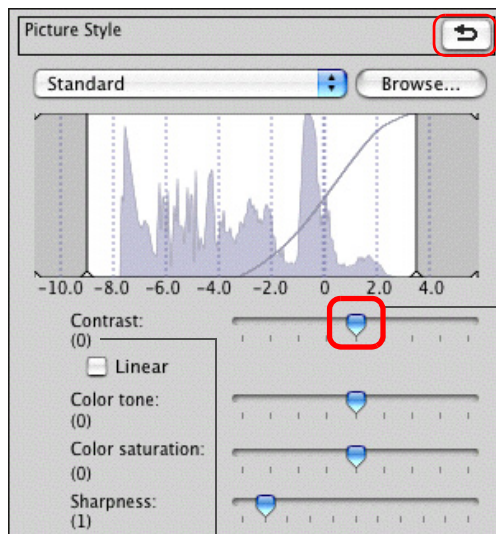 Picture Style
Standard
Browse...
-10.0 -8.0 -6.0 -4.0 -2.0 0 2.0 4.0
Contrast:
(0)
Linear
Color tone:
(0)
Color saturation:
(0)
Sharpness:
(1)